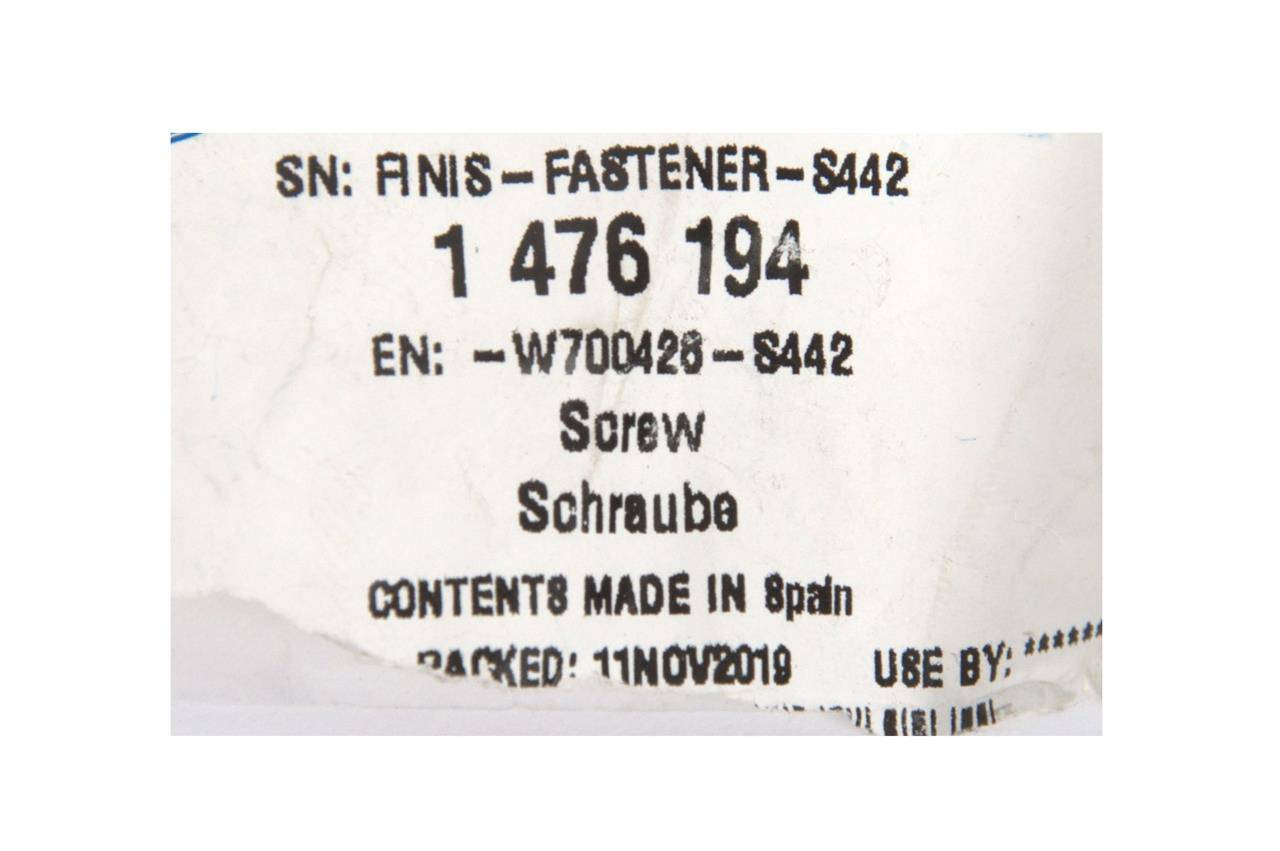 SN: FINIS-FASTENER-S442
1 476 194
EN: -W700426-S442
Screw
Schraube
CONTENTS MADE IN Spain
PACKED: 11NOV2019 USE BY: ******